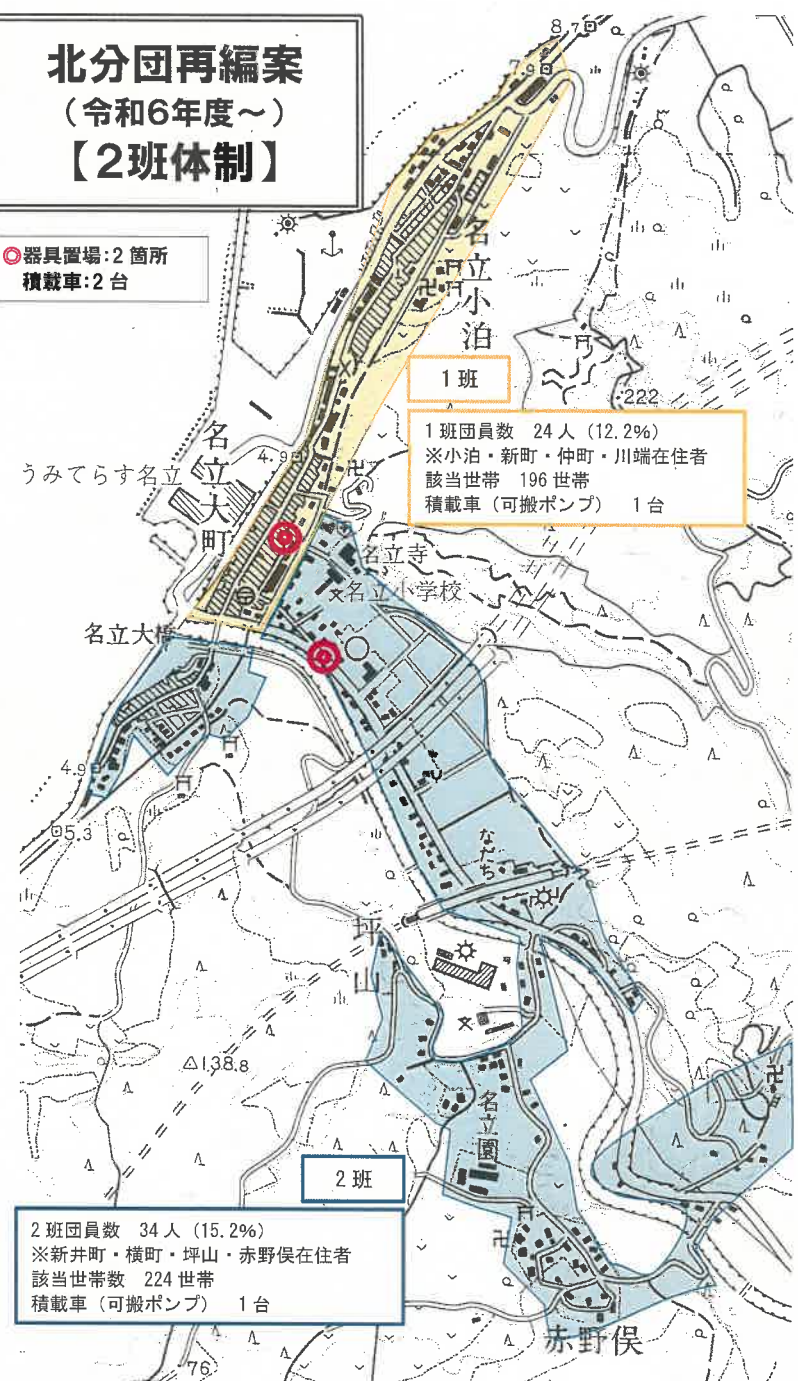 北分団再編案
（令和6年度～）
【2班体制】
◎器具置場:2箇所
積載車:2台
8.7
7.9
名立小泊
1班
222
1班団員数 24人（12.2%）
※小泊・新町・仲町・川端在住者
該当世帯 196世帯
積載車（可搬ポンプ） 1台
名立大町
4.9
うみてらす名立
名立寺
名立小学校
名立大橋
4.9
5.3
なだち
坪山
138.8
名立園
2班
2班団員数 34人（15.2%）
※新井町・横町・坪山・赤野俣在住者
該当世帯数 224世帯
積載車（可搬ポンプ） 1台
赤野俣
76